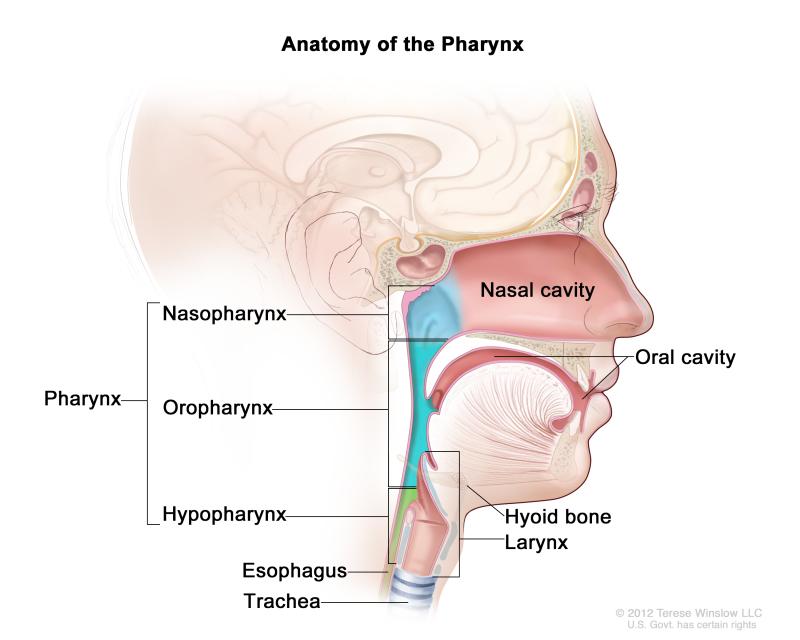 Anatomy of the Pharynx
Nasal cavity
Nasopharynx
Oral cavity
Pharynx
Oropharynx
Hypopharynx
Hyoid bone
Larynx
Esophagus
Trachea
© 2012 Terese Winslow LLC
U.S. Govt. has certain rights